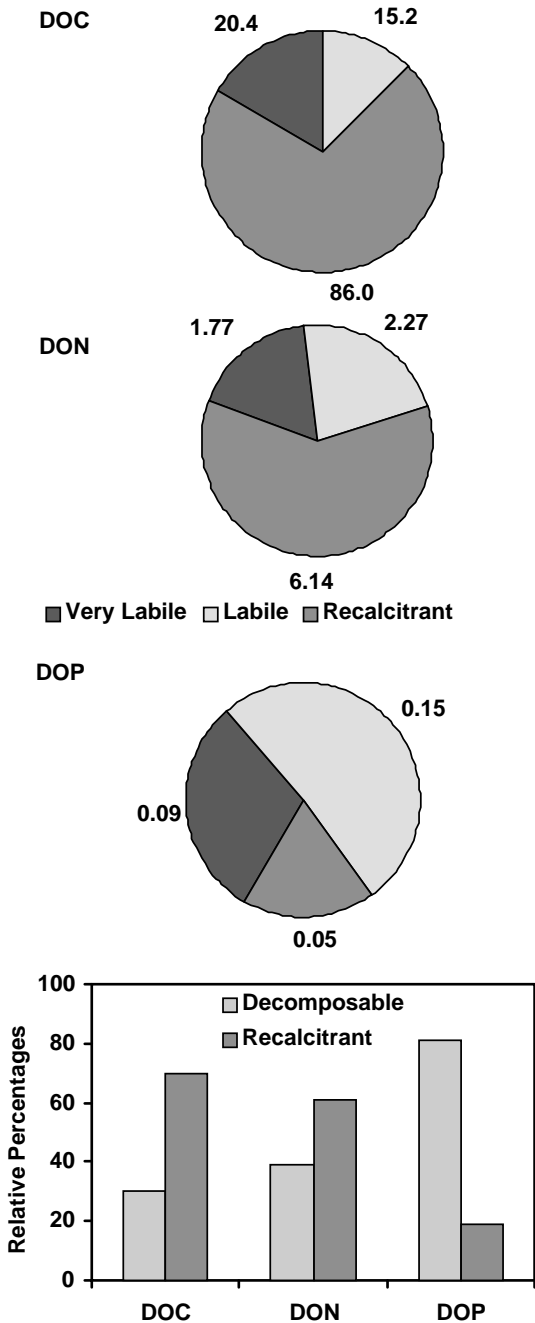 DOC
20.4 15.2
86.0
DON
1.77 2.27
6.14
Very Labile Labile Recalcitrant
DOP
0.15
0.09
0.05
100
80
60
40
20
0
Relative Percentages
Decomposable
Recalcitrant
DOC DON DOP